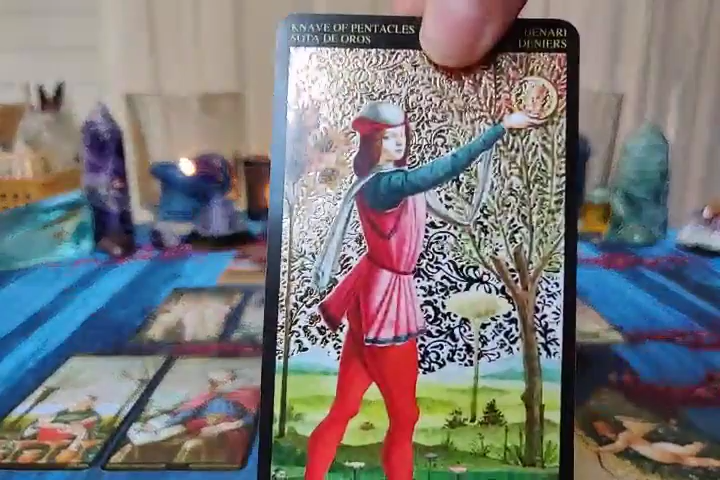 KNAVE OF PENTACLES
SOTA DE OROS
DENARI
DENIERS